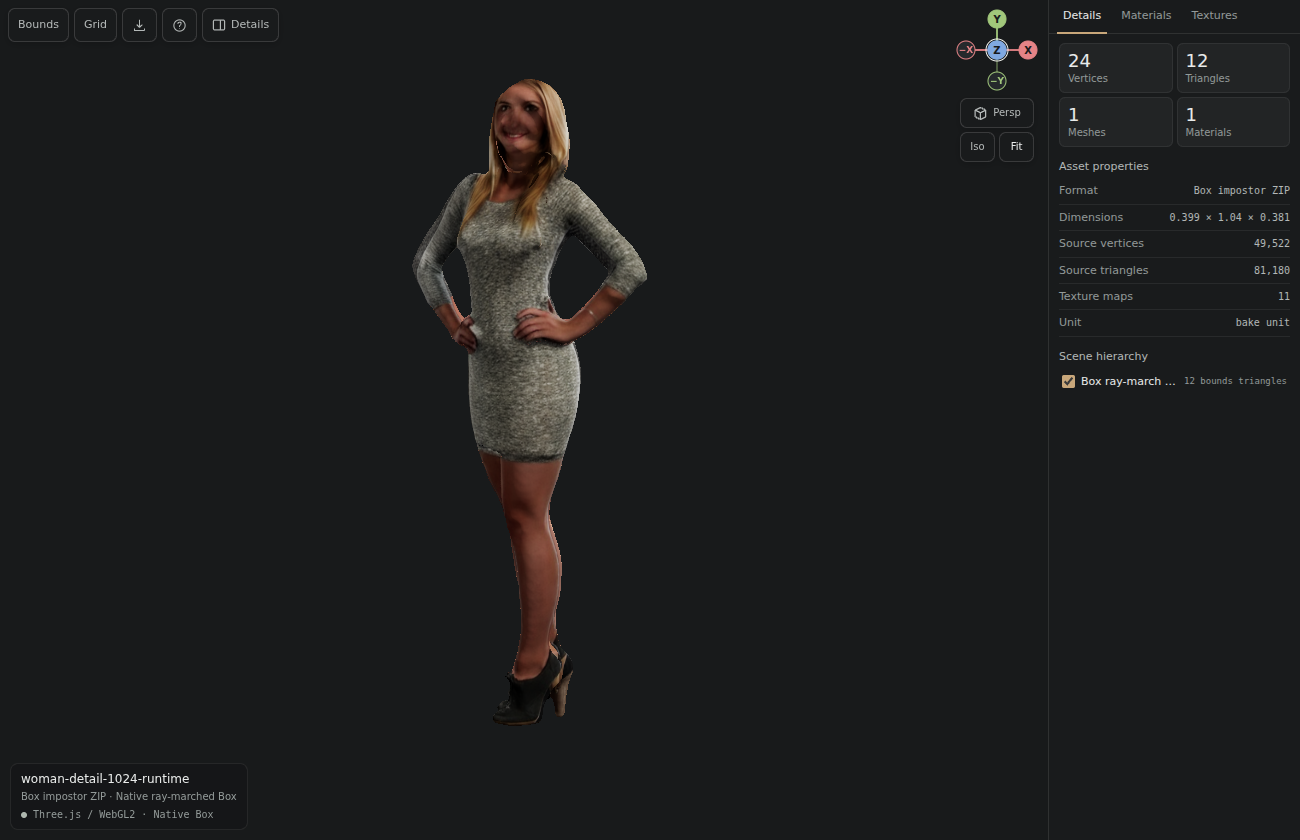 Bounds
Grid
Details
Y
−X
Z
X
−Y
Persp
Iso
Fit
Details
Materials
Textures
24
Vertices
12
Triangles
1
Meshes
1
Materials
Asset properties
Format
Box impostor ZIP
Dimensions
0.399 × 1.04 × 0.381
Source vertices
49,522
Source triangles
81,180
Texture maps
11
Unit
bake unit
Scene hierarchy
Box ray-march ...
12 bounds triangles
woman-detail-1024-runtime
Box impostor ZIP · Native ray-marched Box
Three.js / WebGL2 · Native Box